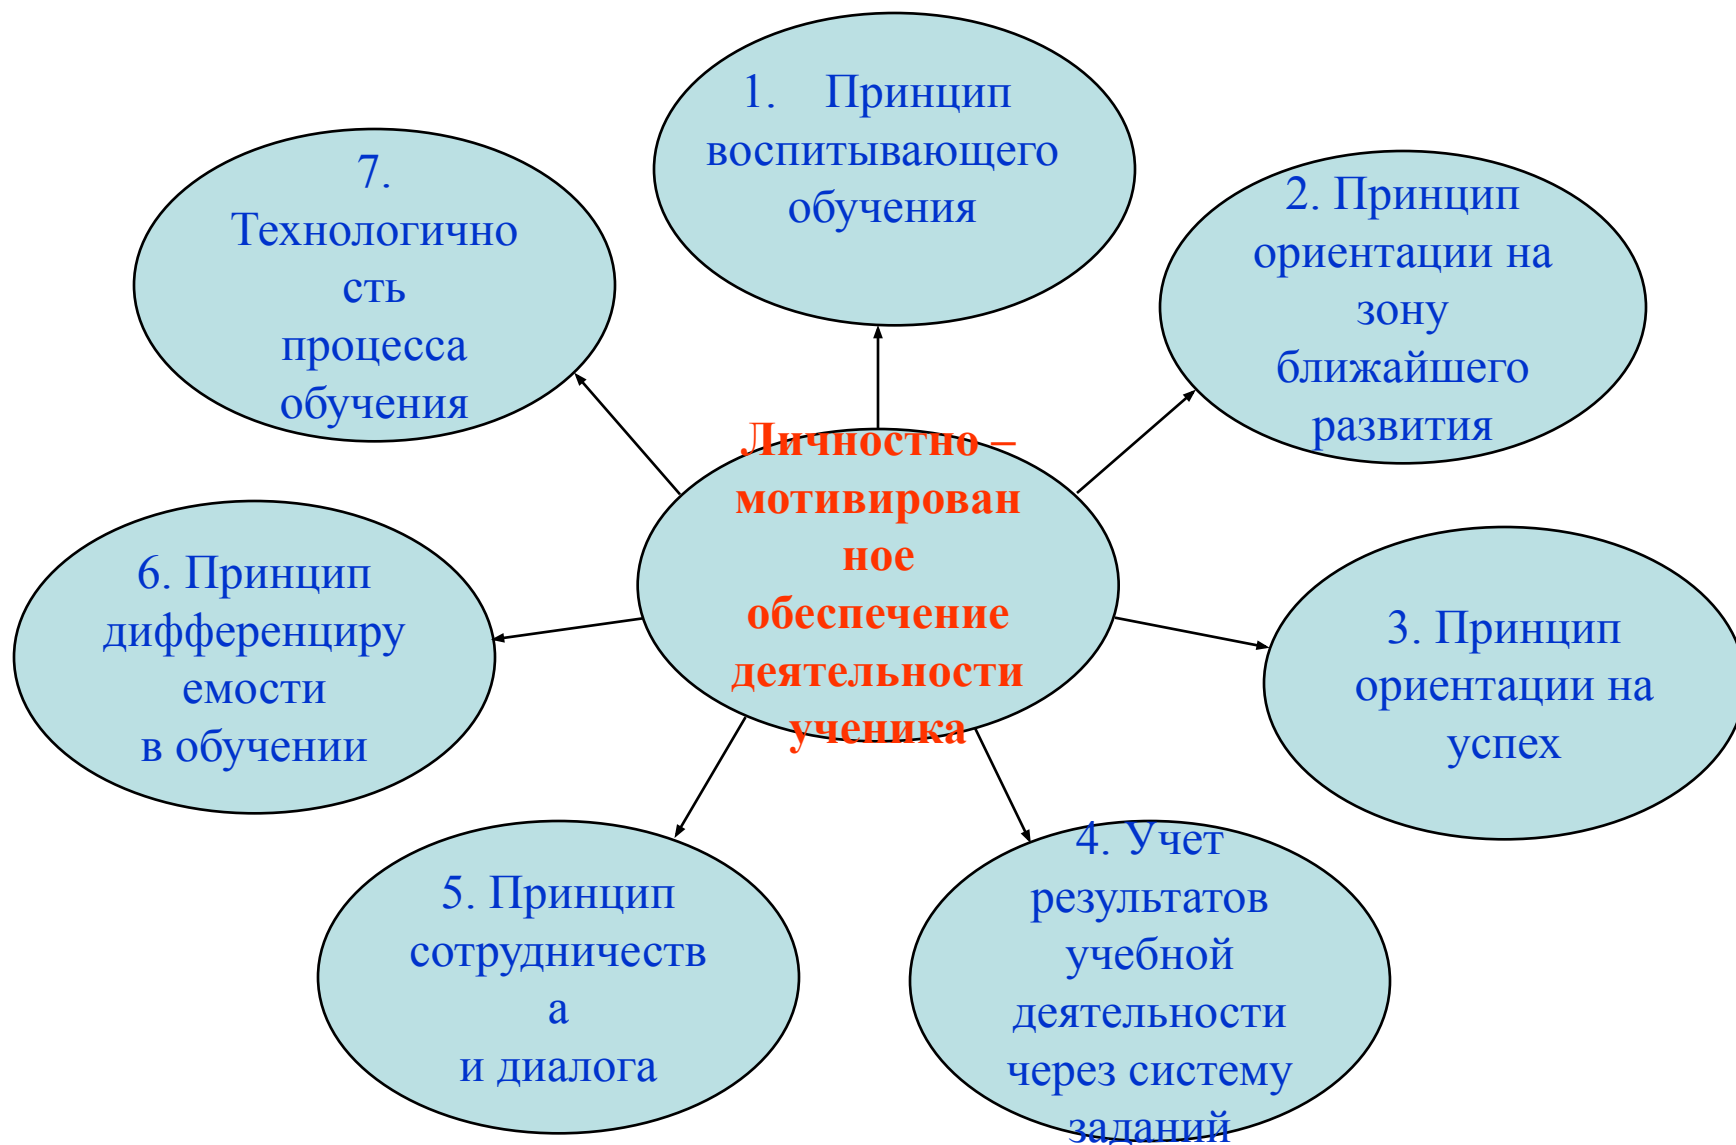 1. Принцип
воспитывающего
обучения
2. Принцип
ориентации на
зону
ближайшего
развития
3. Принцип
ориентации на
успех
4. Учет
результатов
учебной
деятельности
через систему
заданий
5. Принцип
сотрудничеств
а
и диалога
6. Принцип
дифференциру
емости
в обучении
7.
Технологично
сть
процесса
обучения
Личностно –
мотивирован
ное
обеспечение
деятельности
ученика